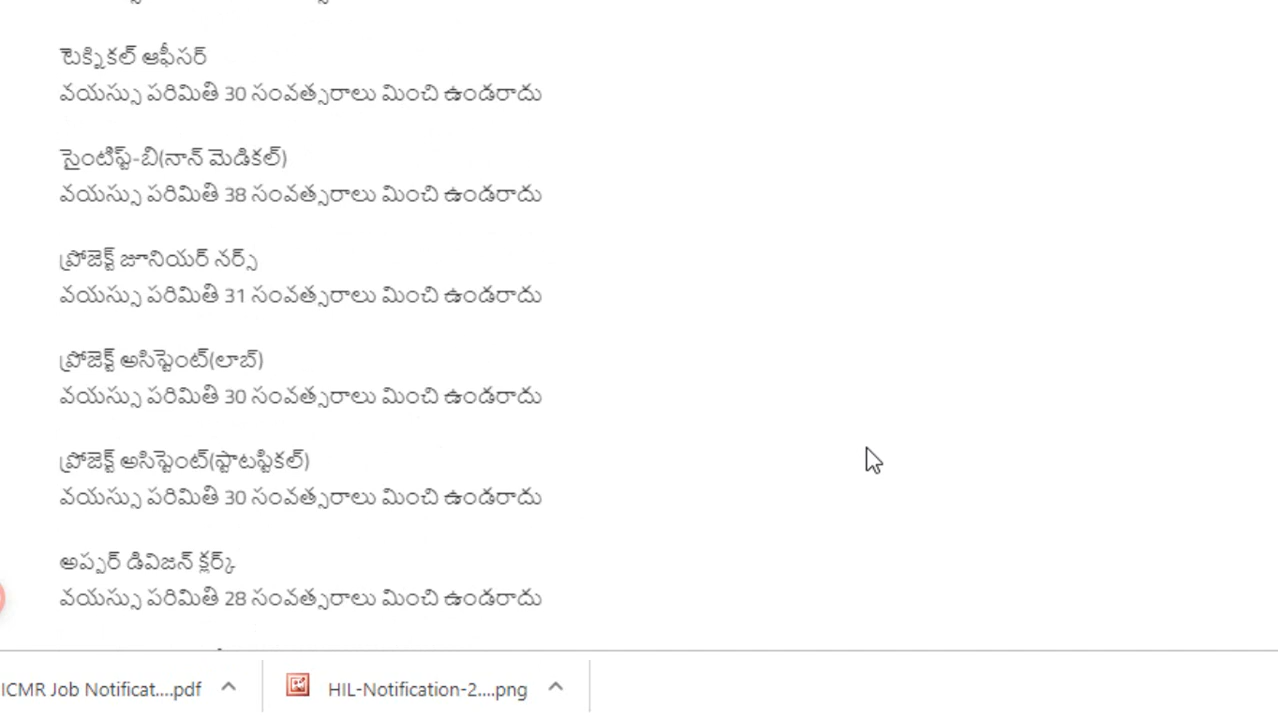 టెక్నికల్ ఆఫీసర్
వయస్సు పరిమితి 30 సంవత్సరాలు మించి ఉండరాదు
సైంటిస్ట్-బి(నాన్ మెడికల్)
వయస్సు పరిమితి 38 సంవత్సరాలు మించి ఉండరాదు
ప్రోజెక్ట్ జూనియర్ నర్స్
వయస్సు పరిమితి 31 సంవత్సరాలు మించి ఉండరాదు
ప్రోజెక్ట్ అసిస్టెంట్(లాబ్)
వయస్సు పరిమితి 30 సంవత్సరాలు మించి ఉండరాదు
ప్రోజెక్ట్ అసిస్టెంట్(స్టాటస్టికల్)
వయస్సు పరిమితి 30 సంవత్సరాలు మించి ఉండరాదు
అప్పర్ డివిజన్ క్లర్క్
వయస్సు పరిమితి 28 సంవత్సరాలు మించి ఉండరాదు
ICMR Job Notificat....pdf
HIL-Notification-2....png